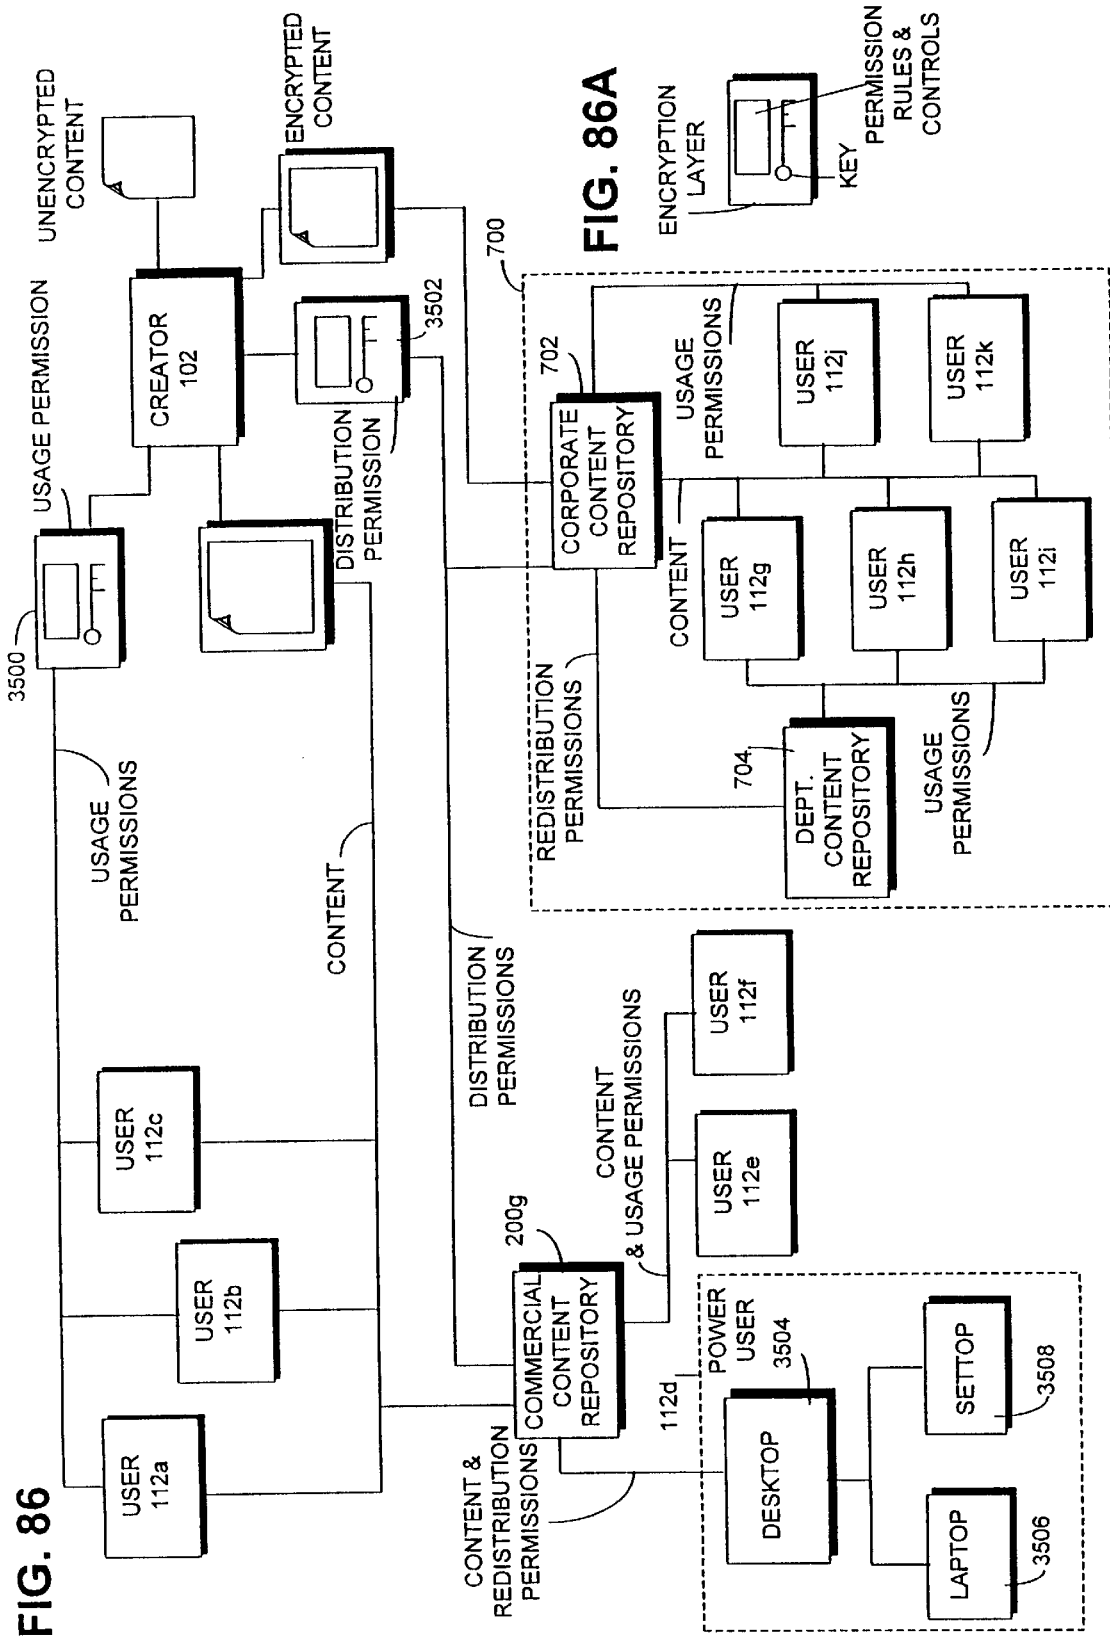 FIG. 86
3500
USAGE PERMISSION
UNENCRYPTED
CONTENT
CREATOR
102
ENCRYPTED
CONTENT
DISTRIBUTION
PERMISSION
3502
USAGE
PERMISSIONS
CONTENT
USER
112a
USER
112b
USER
112c
DISTRIBUTION
PERMISSIONS
COMMERCIAL
CONTENT
REPOSITORY
200g
CONTENT &
REDISTRIBUTION
PERMISSIONS
CONTENT
& USAGE PERMISSIONS
USER
112e
USER
112f
112d
POWER
USER
3504
DESKTOP
LAPTOP
3506
SETTOP
3508
700
702
CORPORATE
CONTENT
REPOSITORY
REDISTRIBUTION
PERMISSIONS
CONTENT
USAGE
PERMISSIONS
704
DEPT.
CONTENT
REPOSITORY
USER
112g
USER
112h
USER
112i
USER
112j
USER
112k
USAGE
PERMISSIONS
FIG. 86A
ENCRYPTION
LAYER
KEY
PERMISSION
RULES &
CONTROLS